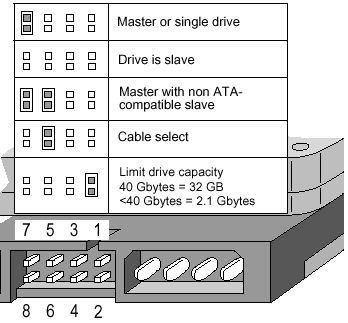 Master or single drive
Drive is slave
Master with non ATA-
compatible slave
Cable select
Limit drive capacity
40 Gbytes = 32 GB
<40 Gbytes = 2.1 Gbytes
7 5 3 1
8 6 4 2